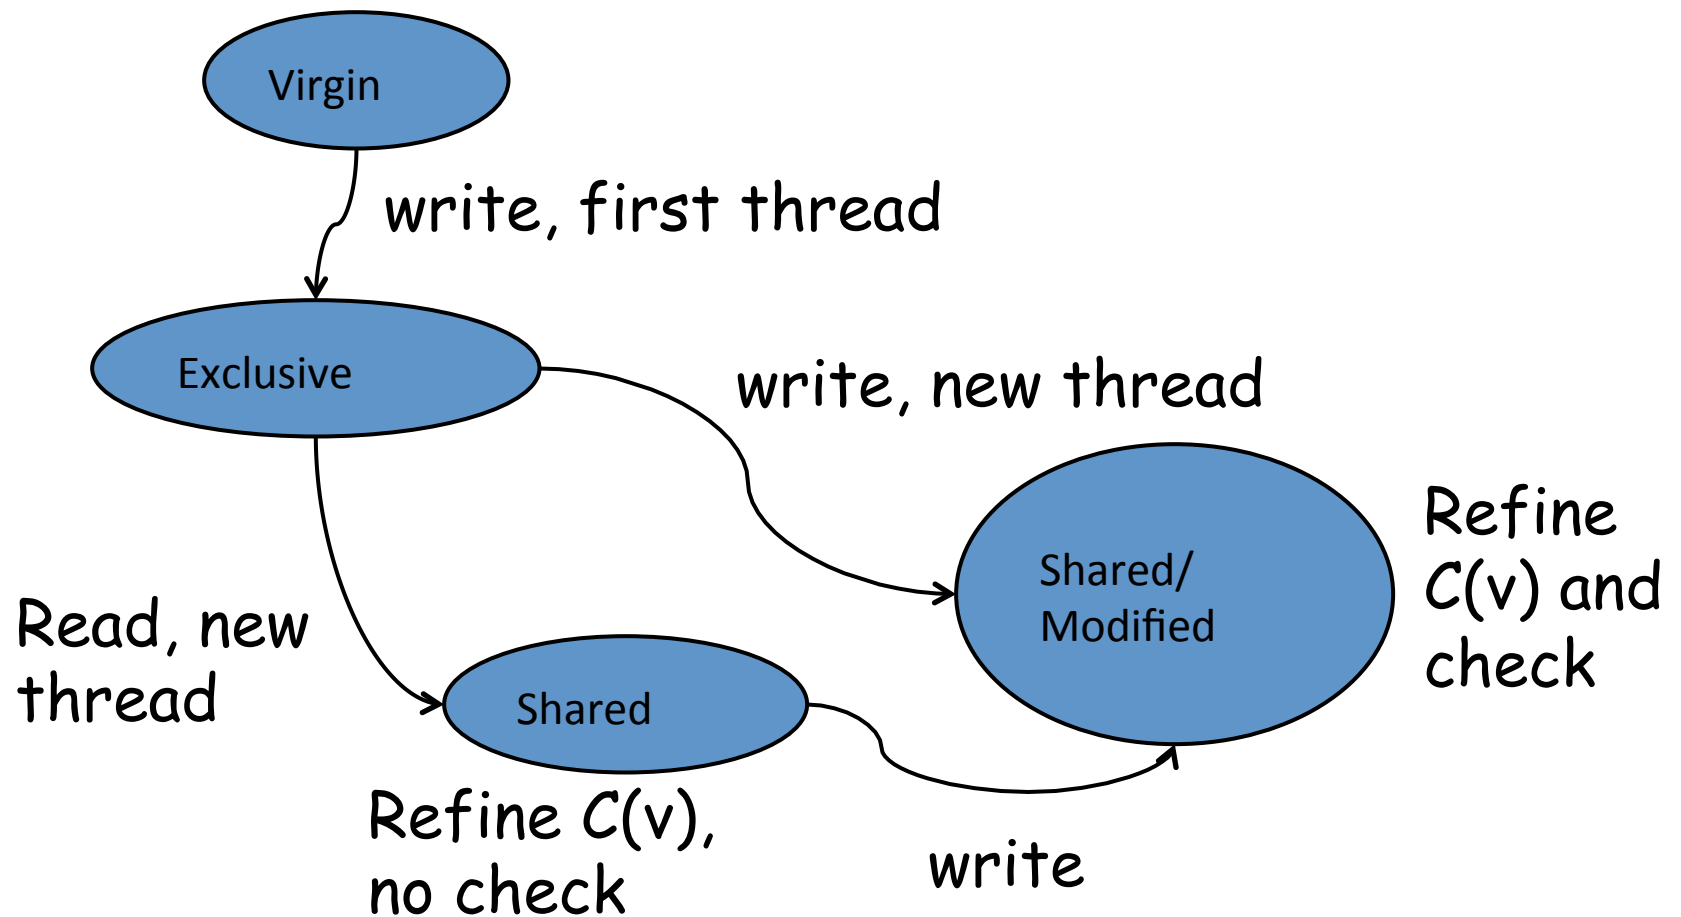 Virgin
write, first thread
Exclusive
write, new thread
Read, new
thread
Shared
Refine C(v),
no check
write
Shared/
Modified
Refine
C(v) and
check